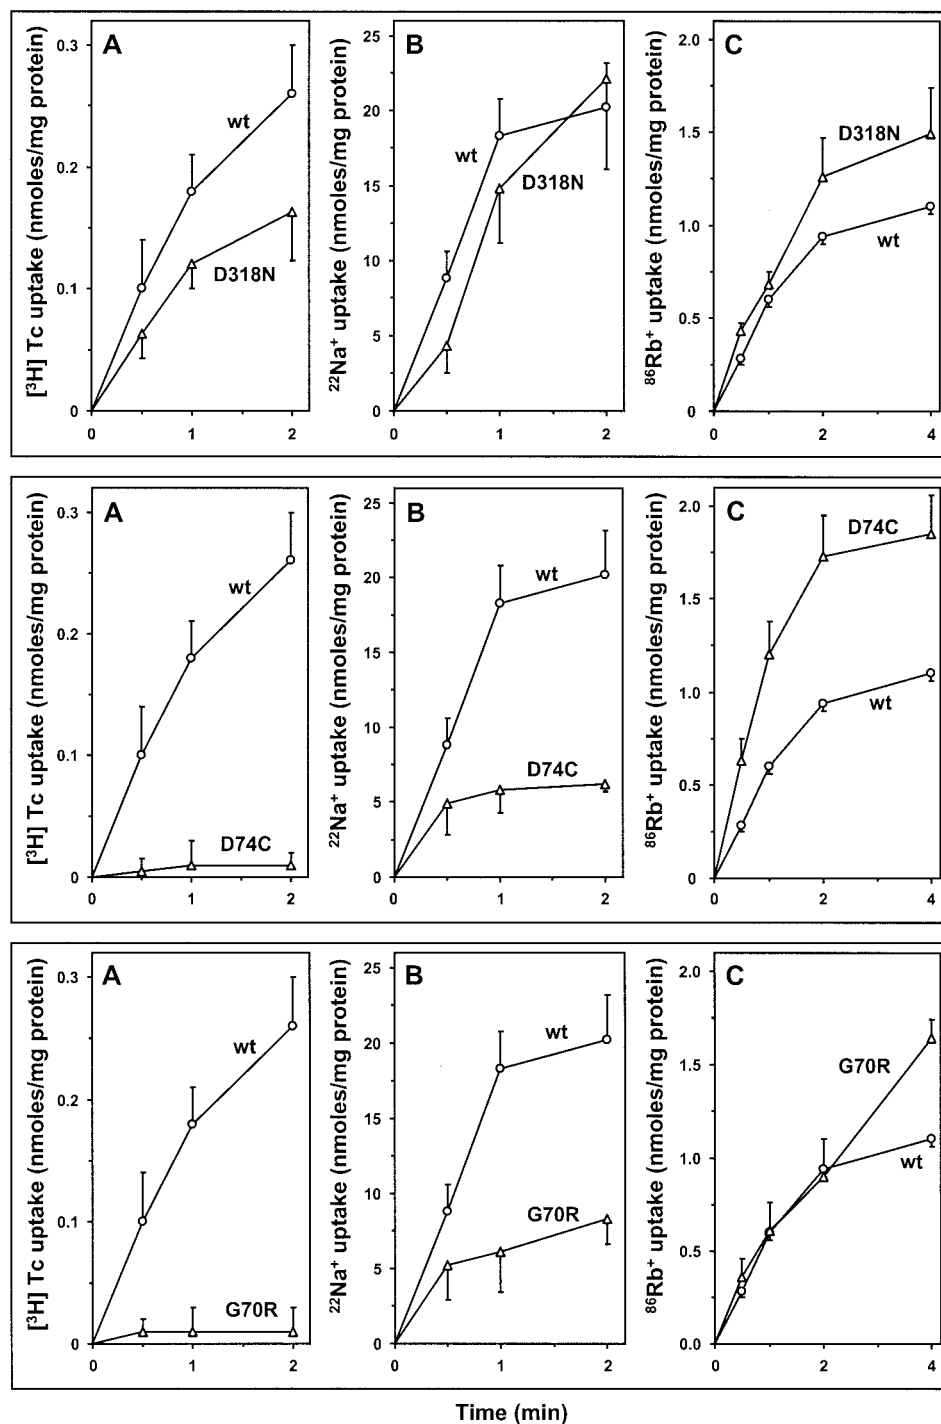 A
B
C
[³H] Tc uptake (nmoles/mg protein)
0.3
0.2
0.1
0
wt
D318N
0 1 2
²²Na⁺ uptake (nmoles/mg protein)
25
20
15
10
5
0
wt
D318N
0 1 2
⁸⁶Rb⁺ uptake (nmoles/mg protein)
2.0
1.5
1.0
0.5
0
D318N
wt
0 2 4
A
B
C
[³H] Tc uptake (nmoles/mg protein)
0.3
0.2
0.1
0
wt
D74C
0 1 2
²²Na⁺ uptake (nmoles/mg protein)
25
20
15
10
5
0
wt
D74C
0 1 2
⁸⁶Rb⁺ uptake (nmoles/mg protein)
2.0
1.5
1.0
0.5
0
D74C
wt
0 2 4
A
B
C
[³H] Tc uptake (nmoles/mg protein)
0.3
0.2
0.1
0
wt
G70R
0 1 2
²²Na⁺ uptake (nmoles/mg protein)
25
20
15
10
5
0
wt
G70R
0 1 2
⁸⁶Rb⁺ uptake (nmoles/mg protein)
2.0
1.5
1.0
0.5
0.0
G70R
wt
0 2 4
Time (min)